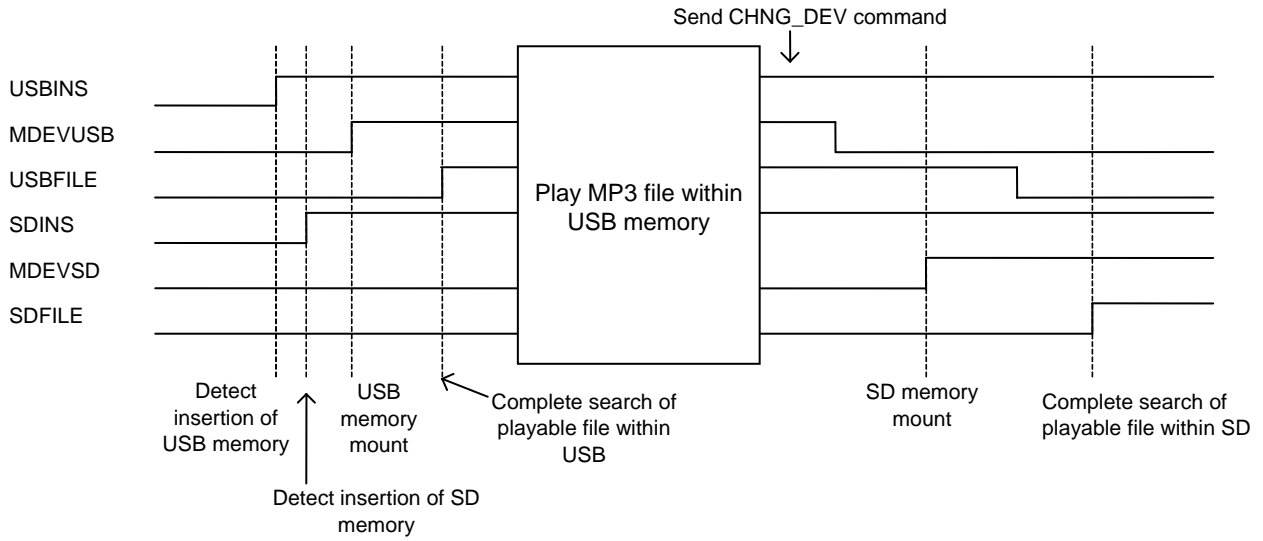 Send CHNG_DEV command
USBINS
MDEVUSB
USBFILE
SDINS
MDEVSD
SDFILE
Play MP3 file within
USB memory
Detect
insertion of
USB memory
USB
memory
mount
Complete search of
playable file within
USB
SD memory
mount
Complete search of
playable file within SD
Detect insertion of SD
memory